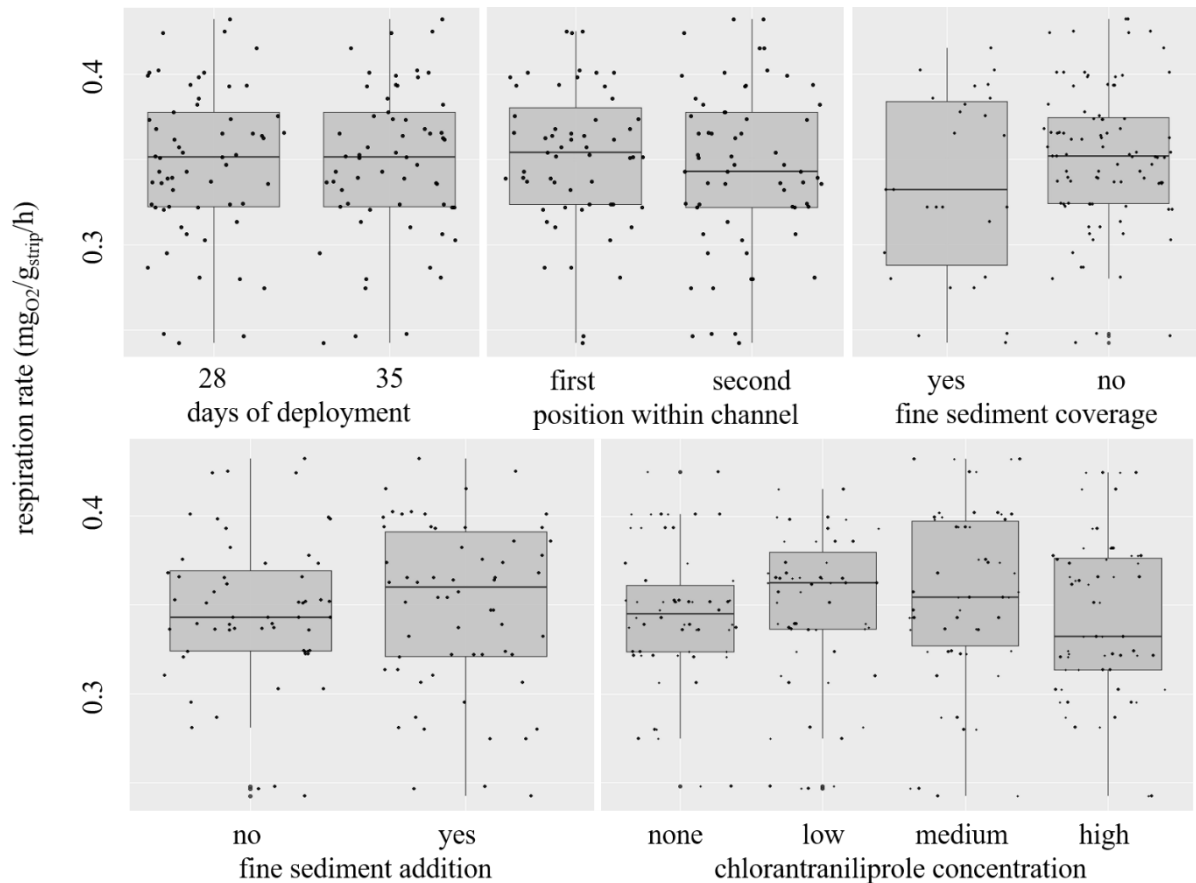 respiration rate (mgO2/gstrip/h)
0.4
0.3
28 35
days of deployment
first second
position within channel
yes no
fine sediment coverage
0.4
0.3
no yes
fine sediment addition
none low medium high
chlorantraniliprole concentration